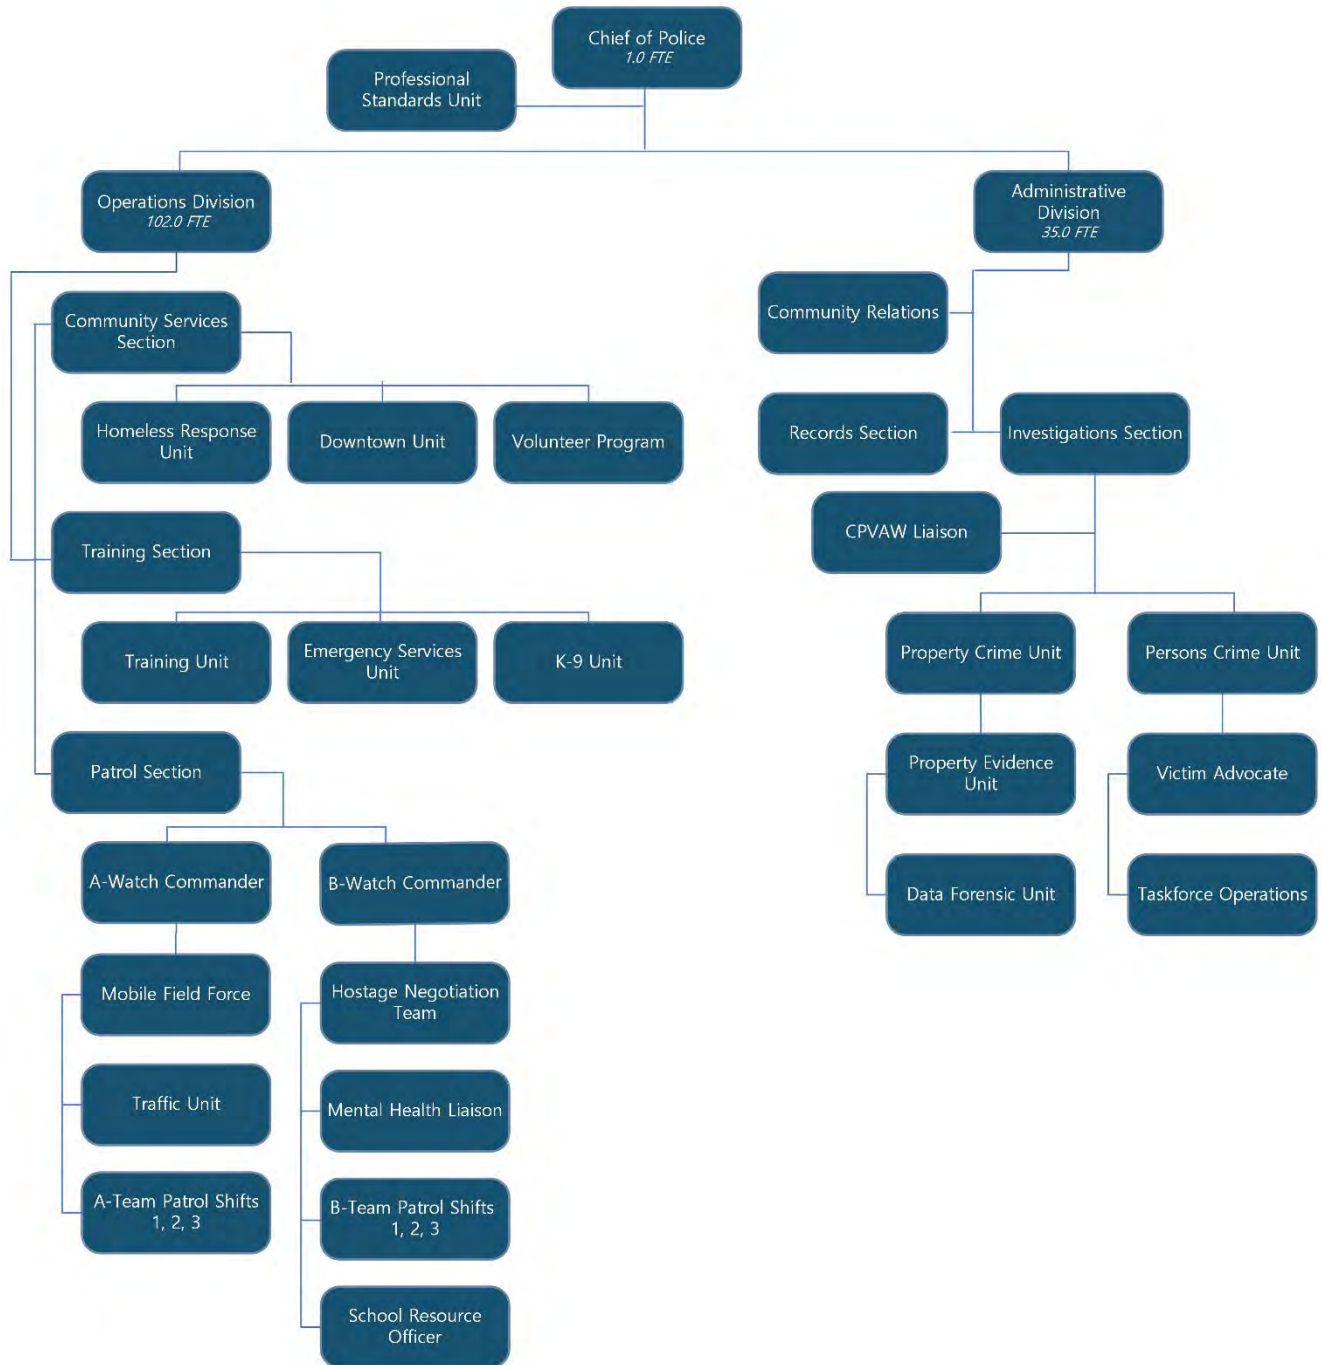 Chief of Police
1.0 FTE
Professional
Standards Unit
Operations Division
102.0 FTE
Administrative
Division
35.0 FTE
Community Services
Section
Community Relations
Homeless Response
Unit
Downtown Unit
Volunteer Program
Records Section
Investigations Section
Training Section
CPVAW Liaison
Training Unit
Emergency Services
Unit
K-9 Unit
Property Crime Unit
Persons Crime Unit
Patrol Section
Property Evidence
Unit
Victim Advocate
A-Watch Commander
B-Watch Commander
Data Forensic Unit
Taskforce Operations
Mobile Field Force
Hostage Negotiation
Team
Traffic Unit
Mental Health Liaison
A-Team Patrol Shifts
1, 2, 3
B-Team Patrol Shifts
1, 2, 3
School Resource
Officer